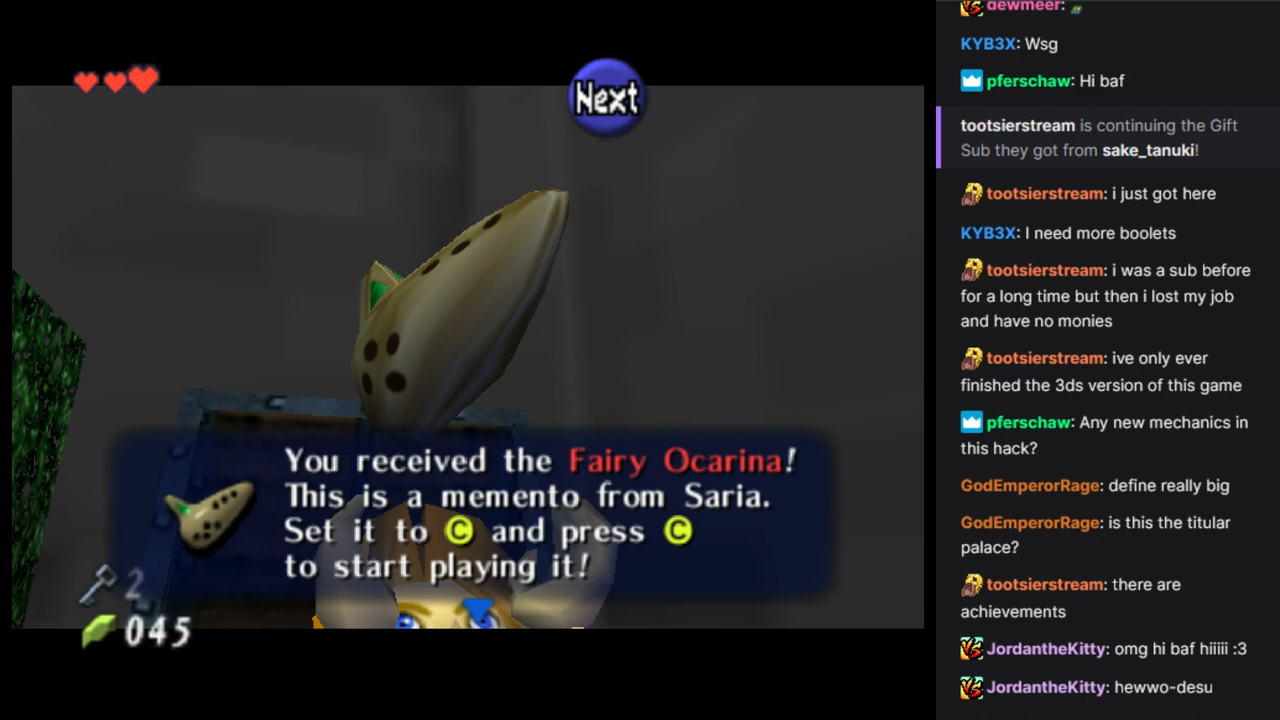 Next
You received the Fairy Ocarina!
This is a memento from Saria.
Set it to C and press C
to start playing it!
2
045
dewmeer:
KYB3X: Wsg
pferschaw: Hi baf
tootsierstream is continuing the Gift
Sub they got from sake_tanuki!
tootsierstream: i just got here
KYB3X: I need more boolets
tootsierstream: i was a sub before
for a long time but then i lost my job
and have no monies
tootsierstream: ive only ever
finished the 3ds version of this game
pferschaw: Any new mechanics in
this hack?
GodEmperorRage: define really big
GodEmperorRage: is this the titular
palace?
tootsierstream: there are
achievements
JordantheKitty: omg hi baf hiiiii :3
JordantheKitty: hewwo-desu